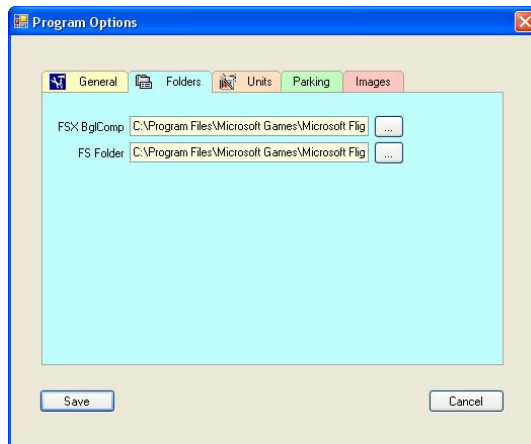 Program Options
General Folders Units Parking Images
FSX BglComp C:\Program Files\Microsoft Games\Microsoft Flig ...
FS Folder C:\Program Files\Microsoft Games\Microsoft Flig ...
Save Cancel